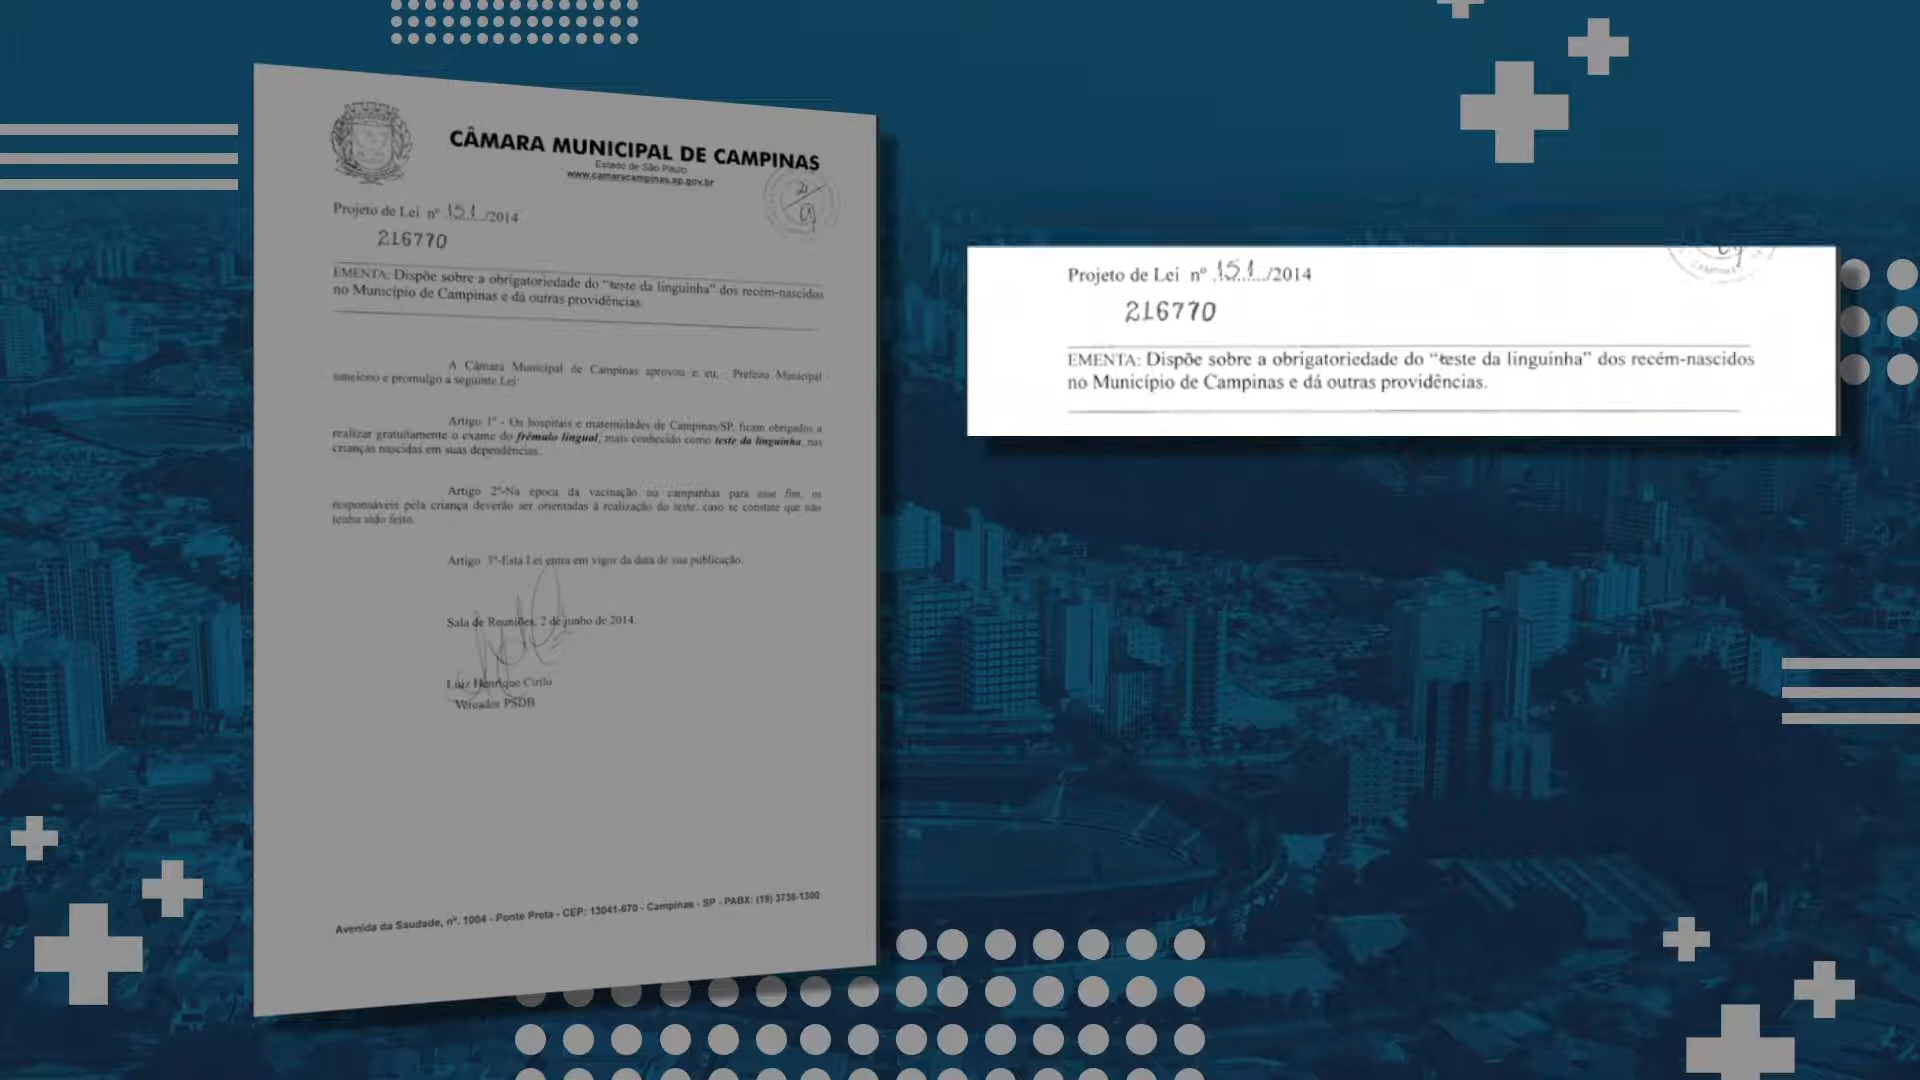 CÂMARA MUNICIPAL DE CAMPINAS
Estado de São Paulo
www.camaracampinas.sp.gov.br
Projeto de Lei nº 151/2014
216770
EMENTA: Dispõe sobre a obrigatoriedade do “teste da linguinha” dos recém-nascidos
no Município de Campinas e dá outras providências.
A Câmara Municipal de Campinas aprovou e eu, Prefeito Municipal
sanciono e promulgo a seguinte Lei:
Artigo 1º - Os hospitais e maternidades de Campinas/SP, ficam obrigados a
realizar gratuitamente o exame do frêmulo lingual, mais conhecido como teste da linguinha, nas
crianças nascidas em suas dependências.
Artigo 2º-Na época da vacinação ou campanhas para esse fim, os
responsáveis pela criança deverão ser orientadas à realização do teste, caso se constate que não
tenha sido feito.
Artigo 3º-Esta Lei entra em vigor da data de sua publicação.
Sala de Reuniões, 2 de junho de 2014.
Luiz Henrique Cirilo
Vereador PSDB
Avenida da Saudade, nº. 1004 - Ponte Preta - CEP: 13041-670 - Campinas - SP - PABX: (19) 3736-1300
Projeto de Lei nº 151/2014
216770
EMENTA: Dispõe sobre a obrigatoriedade do “teste da linguinha” dos recém-nascidos
no Município de Campinas e dá outras providências.